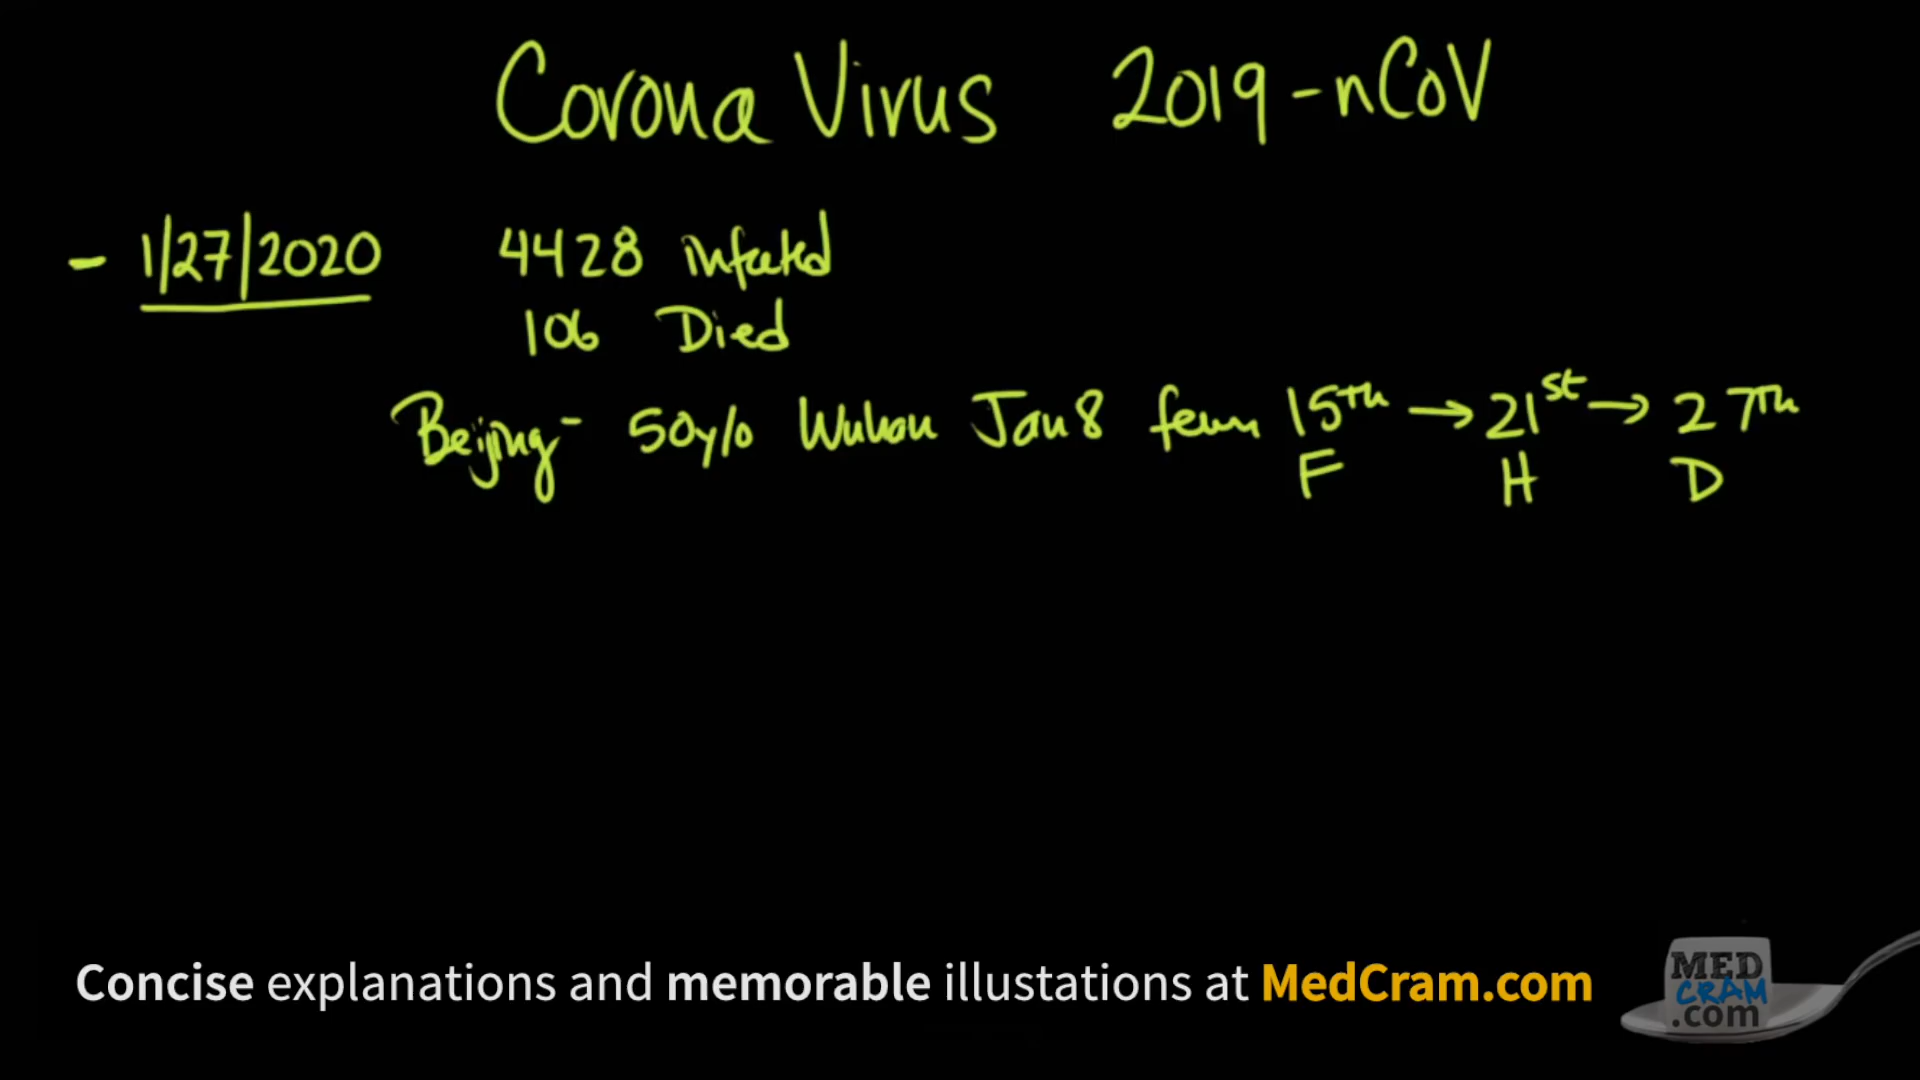 Corona Virus 2019-nCoV
- 1/27/2020 4428 infected
106 Died
Beijing- 50y/o Wuhan Jan 8 fever 15th → 21st → 27th
F H D
Concise explanations and memorable illustations at MedCram.com
MED
CRAM
.com